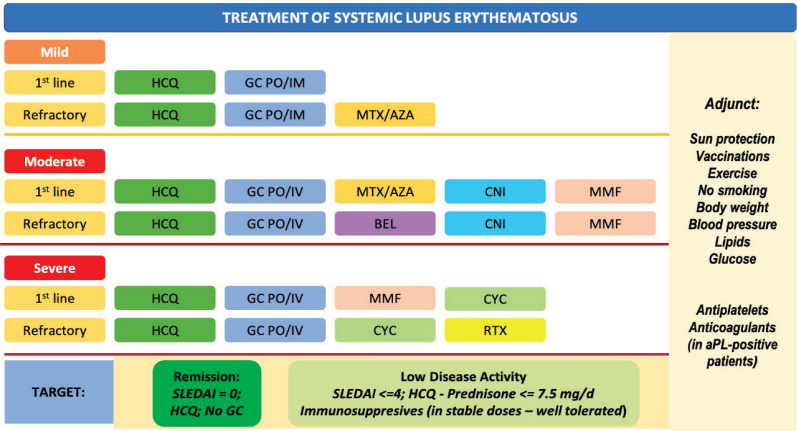 TREATMENT OF SYSTEMIC LUPUS ERYTHEMATOSUS
Mild
1st line HCQ GC PO/IM
Refractory HCQ GC PO/IM MTX/AZA
Moderate
1st line HCQ GC PO/IV MTX/AZA CNI MMF
Refractory HCQ GC PO/IV BEL CNI MMF
Severe
1st line HCQ GC PO/IV MMF CYC
Refractory HCQ GC PO/IV CYC RTX
TARGET:
Remission:
SLEDAI = 0;
HCQ; No GC
Low Disease Activity
SLEDAI <=4; HCQ - Prednisone <= 7.5 mg/d
Immunosuppresives (in stable doses – well tolerated)
Adjunct:
Sun protection
Vaccinations
Exercise
No smoking
Body weight
Blood pressure
Lipids
Glucose
Antiplatelets
Anticoagulants
(in aPL-positive
patients)